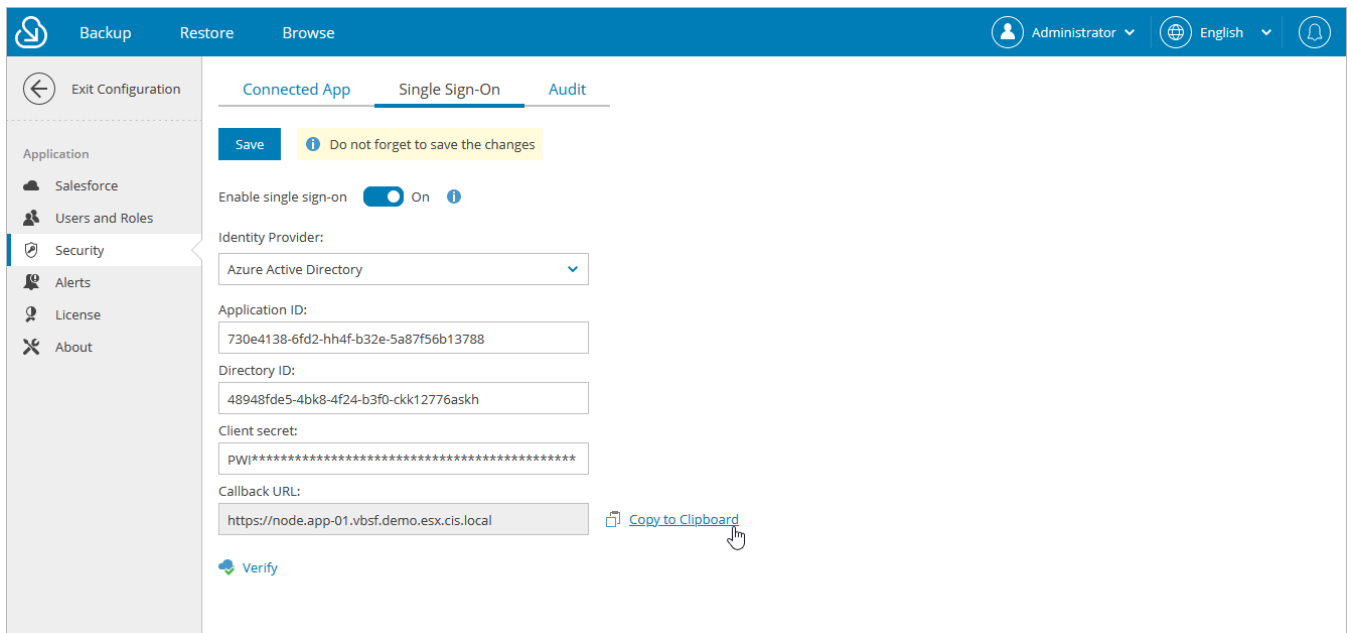 Backup Restore Browse Administrator English
Exit Configuration
Connected App Single Sign-On Audit
Save Do not forget to save the changes
Application
Salesforce
Users and Roles
Security
Alerts
License
About
Enable single sign-on On
Identity Provider:
Azure Active Directory
Application ID:
730e4138-6fd2-hh4f-b32e-5a87f56b13788
Directory ID:
48948fde5-4bk8-4f24-b3f0-ckk12776askh
Client secret:
PWI*********************************************
Callback URL:
https://node.app-01.vbsf.demo.esx.cis.local Copy to Clipboard
Verify